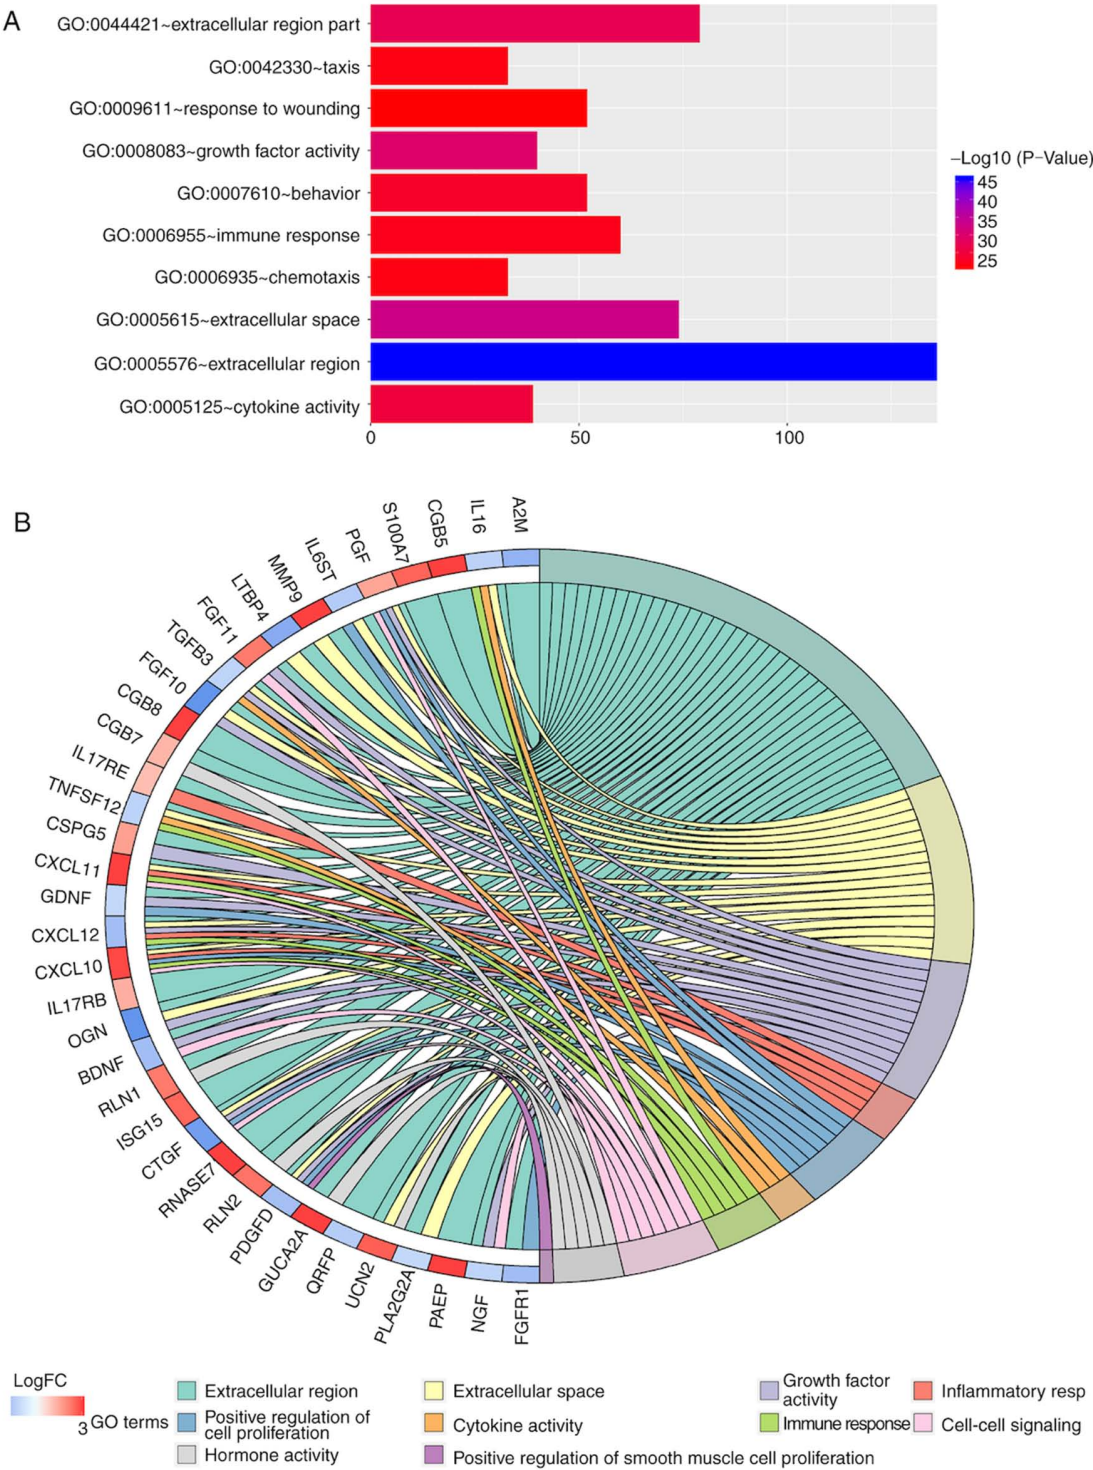 A
GO:0044421~extracellular region part
GO:0042330~taxis
GO:0009611~response to wounding
GO:0008083~growth factor activity
GO:0007610~behavior
GO:0006955~immune response
GO:0006935~chemotaxis
GO:0005615~extracellular space
GO:0005576~extracellular region
GO:0005125~cytokine activity
0 50 100
−Log10 (P−Value)
45
40
35
30
25
B
A2M
IL16
CGB5
S100A7
PGF
IL6ST
MMP9
LTBP4
FGF11
TGFB3
FGF10
CGB8
CGB7
IL17RE
TNFSF12
CSPG5
CXCL11
GDNF
CXCL12
CXCL10
IL17RB
OGN
BDNF
RLN1
ISG15
CTGF
RNASE7
RLN2
PDGFD
GUCA2A
QRFP
UCN2
PLA2G2A
PAEP
NGF
FGFR1
LogFC
3
GO terms
Extracellular region
Extracellular space
Growth factor
activity
Inflammatory resp
Positive regulation of
cell proliferation
Cytokine activity
Immune response
Cell-cell signaling
Hormone activity
Positive regulation of smooth muscle cell proliferation